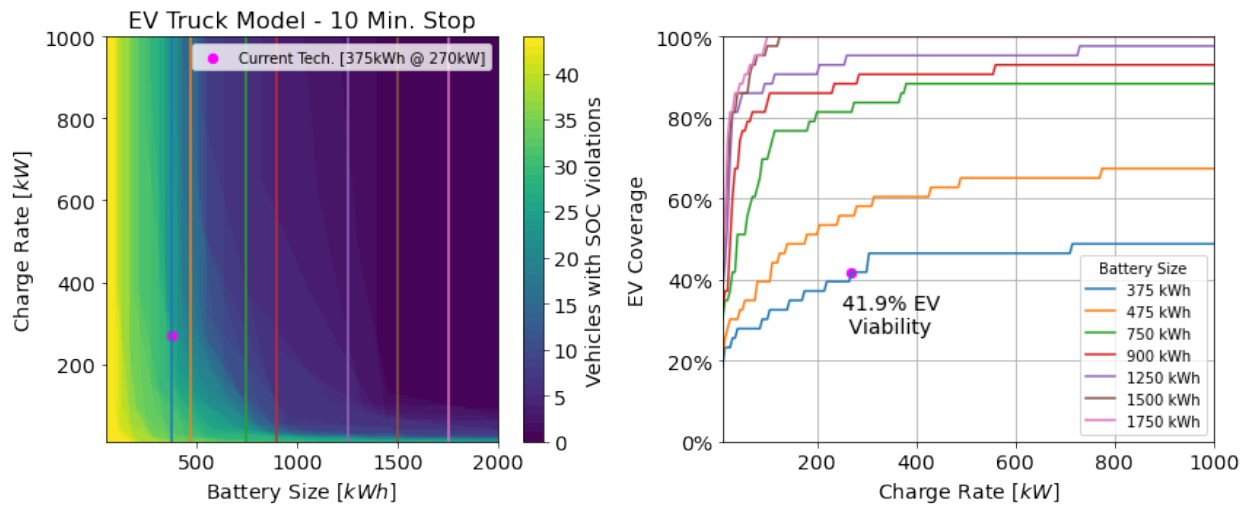 EV Truck Model - 10 Min. Stop
Current Tech. [375kWh @ 270kW]
1000
800
600
400
200
Charge Rate [kW]
500
1000
1500
2000
Battery Size [kWh]
40
35
30
25
20
15
10
5
0
Vehicles with SOC Violations
100%
80%
60%
40%
20%
0%
EV Coverage
41.9% EV
Viability
Battery Size
375 kWh
475 kWh
750 kWh
900 kWh
1250 kWh
1500 kWh
1750 kWh
200
400
600
800
1000
Charge Rate [kW]